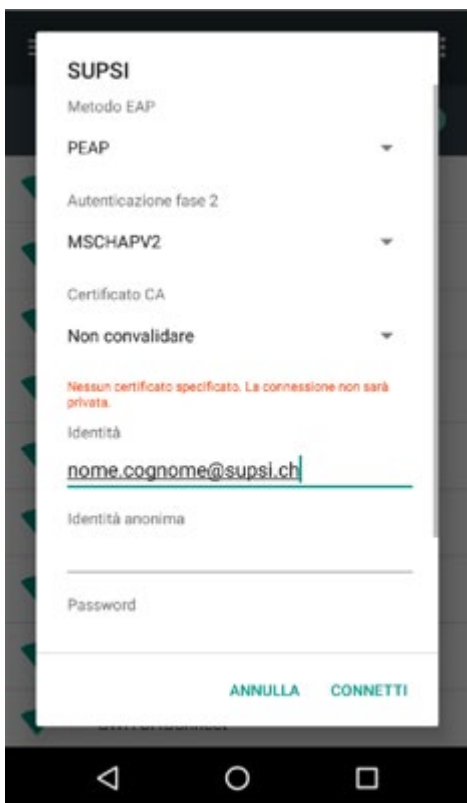 SUPSI
Metodo EAP
PEAP
Autenticazione fase 2
MSCHAPV2
Certificato CA
Non convalidare
Nessun certificato specificato. La connessione non sarà
privata.
Identità
nome.cognome@supsi.ch
Identità anonima
Password
ANNULLA CONNETTI